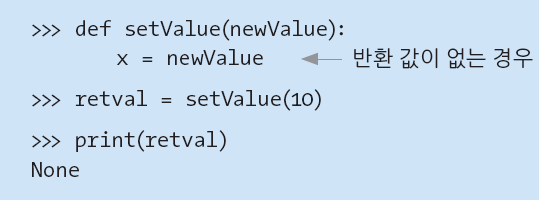 >>> def setValue(newValue):
x = newValue 반환 값이 없는 경우
>>> retval = setValue(10)
>>> print(retval)
None